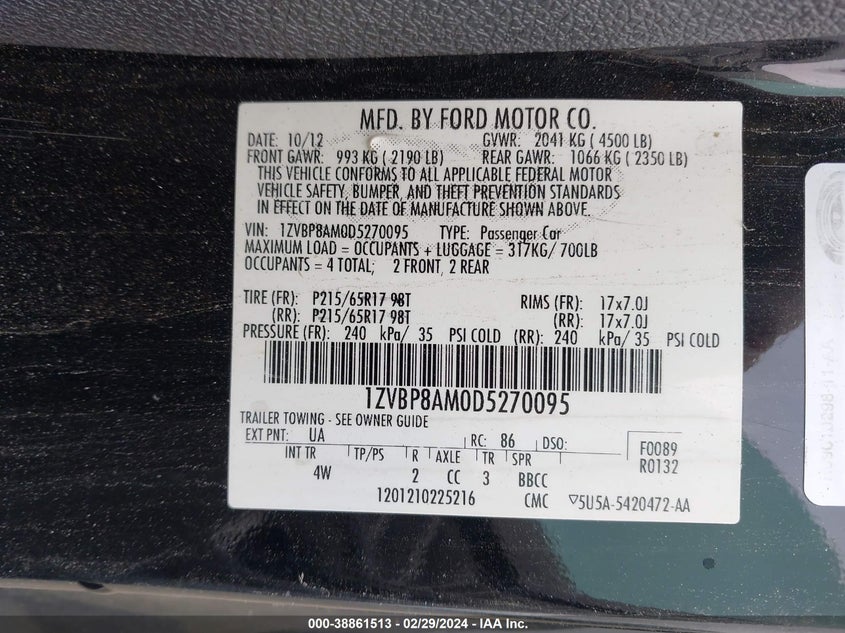 MFD. BY FORD MOTOR CO.
DATE: 10/12 GVWR: 2041 KG ( 4500 LB)
FRONT GAWR: 993 KG ( 2190 LB) REAR GAWR: 1066 KG ( 2350 LB)
THIS VEHICLE CONFORMS TO ALL APPLICABLE FEDERAL MOTOR
VEHICLE SAFETY, BUMPER, AND THEFT PREVENTION STANDARDS
IN EFFECT ON THE DATE OF MANUFACTURE SHOWN ABOVE.
VIN: 1ZVBP8AM0D5270095 TYPE: Passenger Car
MAXIMUM LOAD = OCCUPANTS + LUGGAGE = 317KG/ 700LB
OCCUPANTS = 4 TOTAL; 2 FRONT, 2 REAR
TIRE (FR): P215/65R17 98T RIMS (FR): 17x7.0J
(RR): P215/65R17 98T (RR): 17x7.0J
PRESSURE (FR): 240 kPa/ 35 PSI COLD (RR): 240 kPa/ 35 PSI COLD
1ZVBP8AM0D5270095
TRAILER TOWING - SEE OWNER GUIDE
EXT PNT: UA RC: 86 DSO: F0089
INT TR TP/PS R AXLE TR SPR R0132
4W 2 CC 3 BBCC
1201210225216 CMC ▽5U5A-5420472-AA
000-38861513 - 02/29/2024 - IAA Inc.